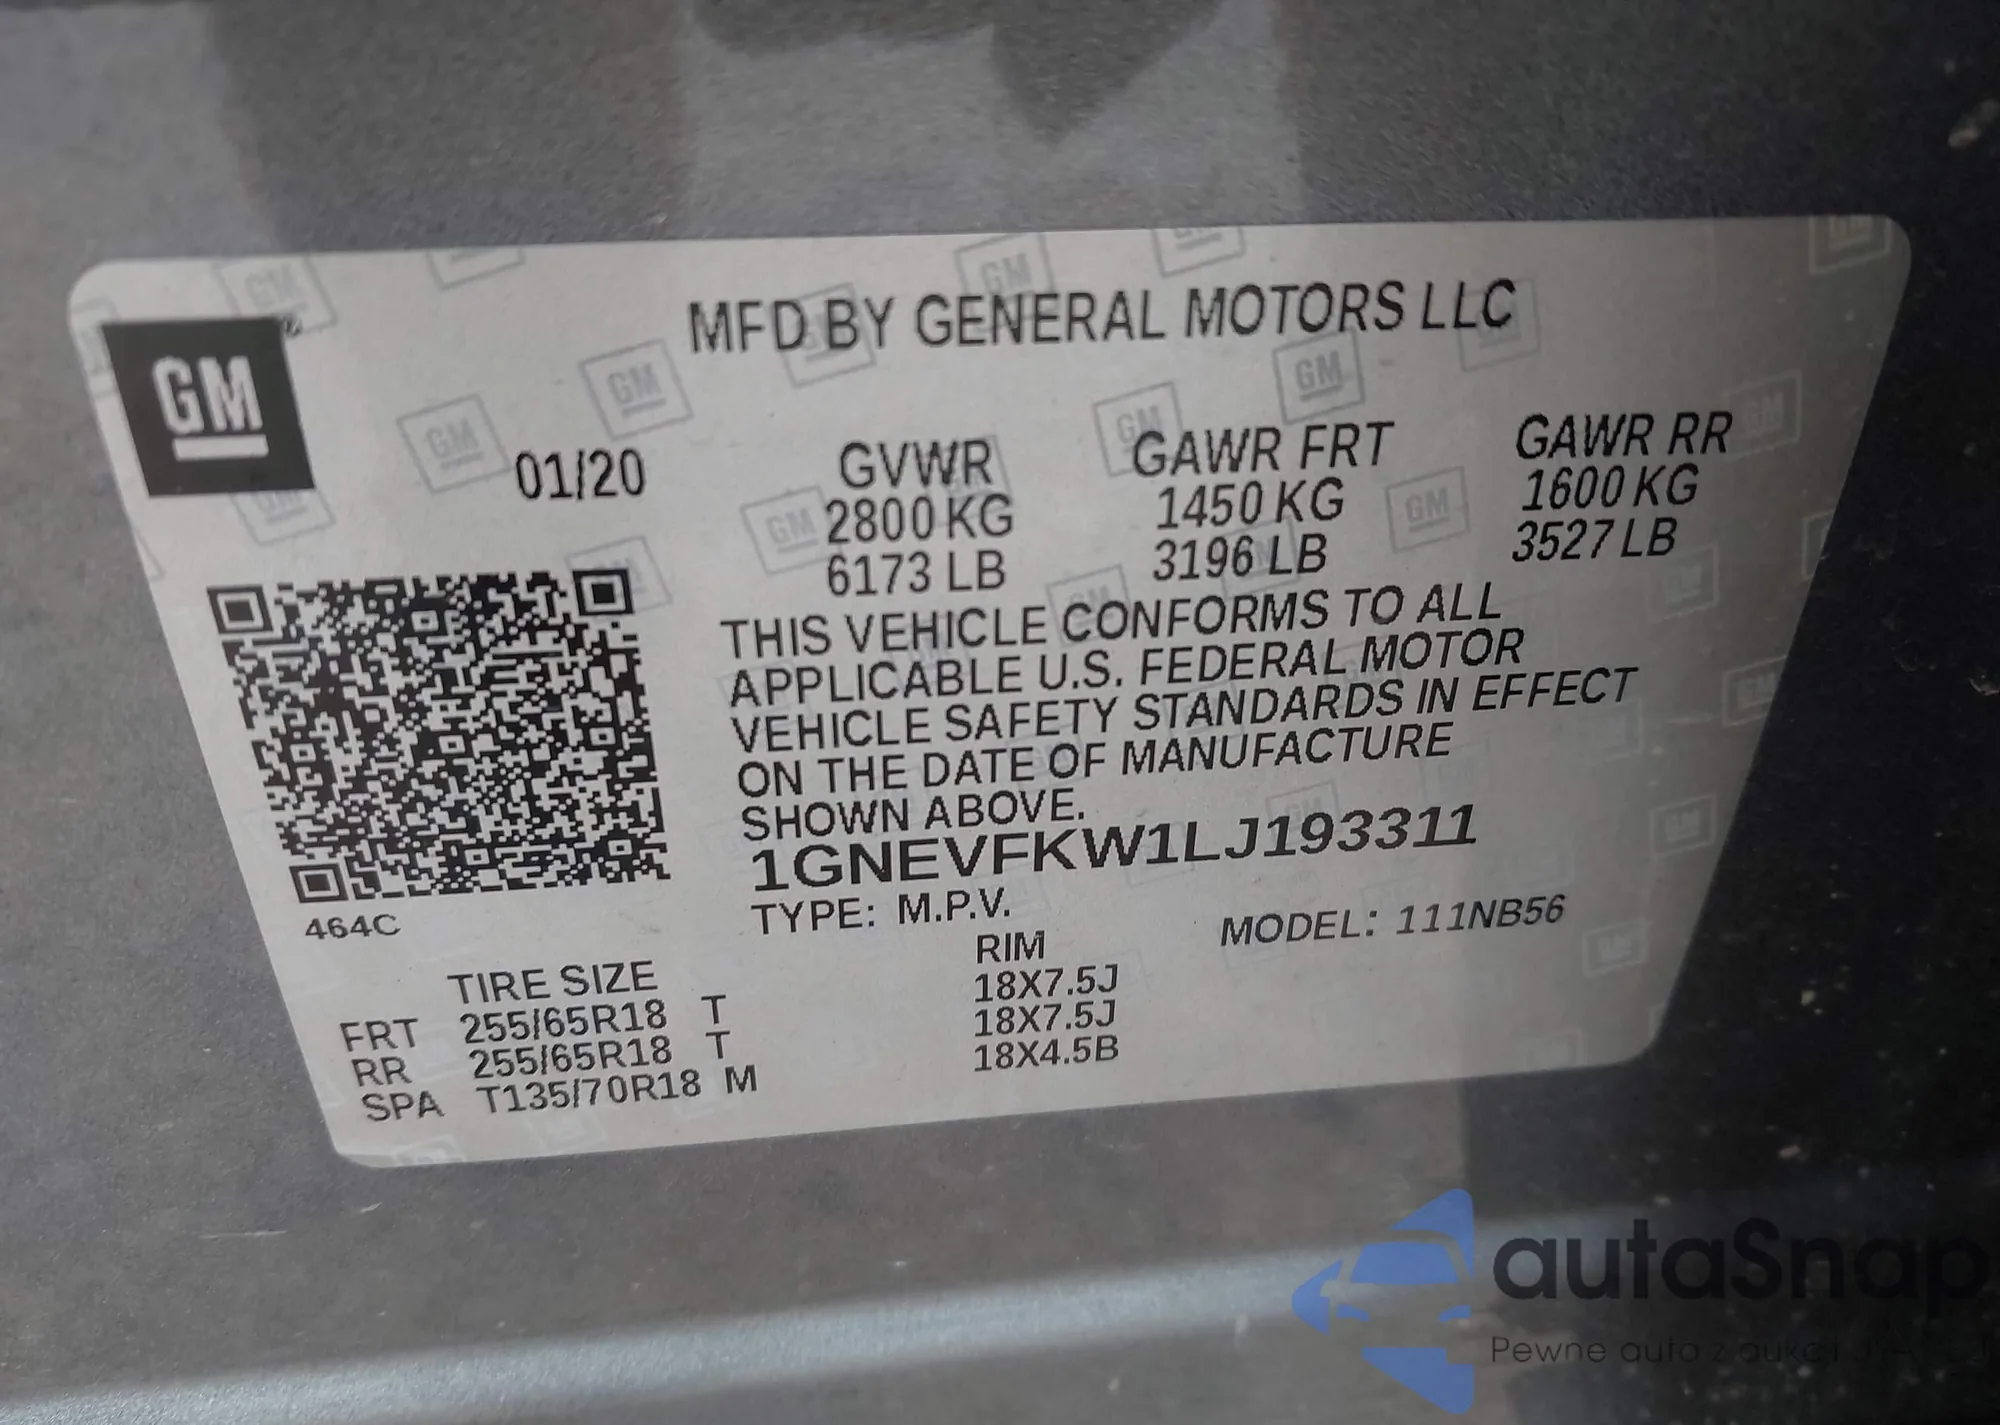 MFD BY GENERAL MOTORS LLC
GM
01/20
GVWR GAWR FRT GAWR RR
2800 KG 1450 KG 1600 KG
6173 LB 3196 LB 3527 LB
THIS VEHICLE CONFORMS TO ALL
APPLICABLE U.S. FEDERAL MOTOR
VEHICLE SAFETY STANDARDS IN EFFECT
ON THE DATE OF MANUFACTURE
SHOWN ABOVE.
1GNEVFKW1LJ193311
464C
TYPE: M.P.V. MODEL: 111NB56
TIRE SIZE RIM
FRT 255/65R18 T 18X7.5J
RR 255/65R18 T 18X7.5J
SPA T135/70R18 M 18X4.5B
autaSnap
Pewne auta z aukcji